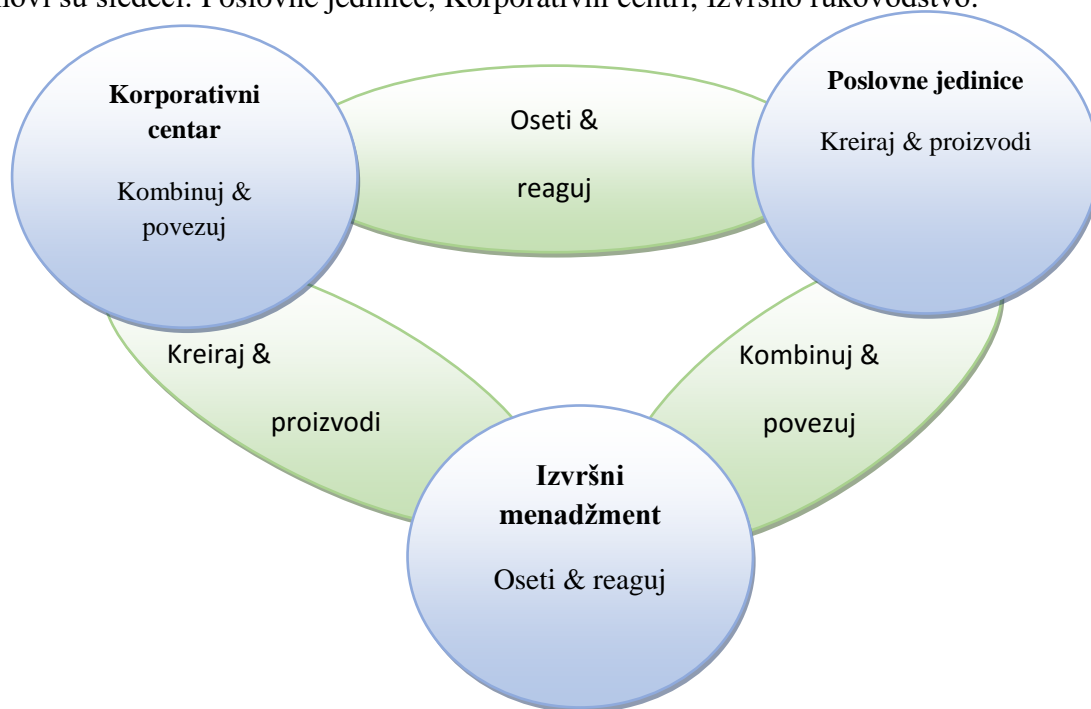 su sledeći: Poslovne jedinice, Korporativni centri, Izvršno rukovodstvo.
Korporativni
centar
Kombinuj &
povezuj
Oseti &
reaguj
Poslovne jedinice
Kreiraj & proizvodi
Kreiraj &
proizvodi
Kombinuj &
povezuj
Izvršni
menadžment
Oseti & reaguj